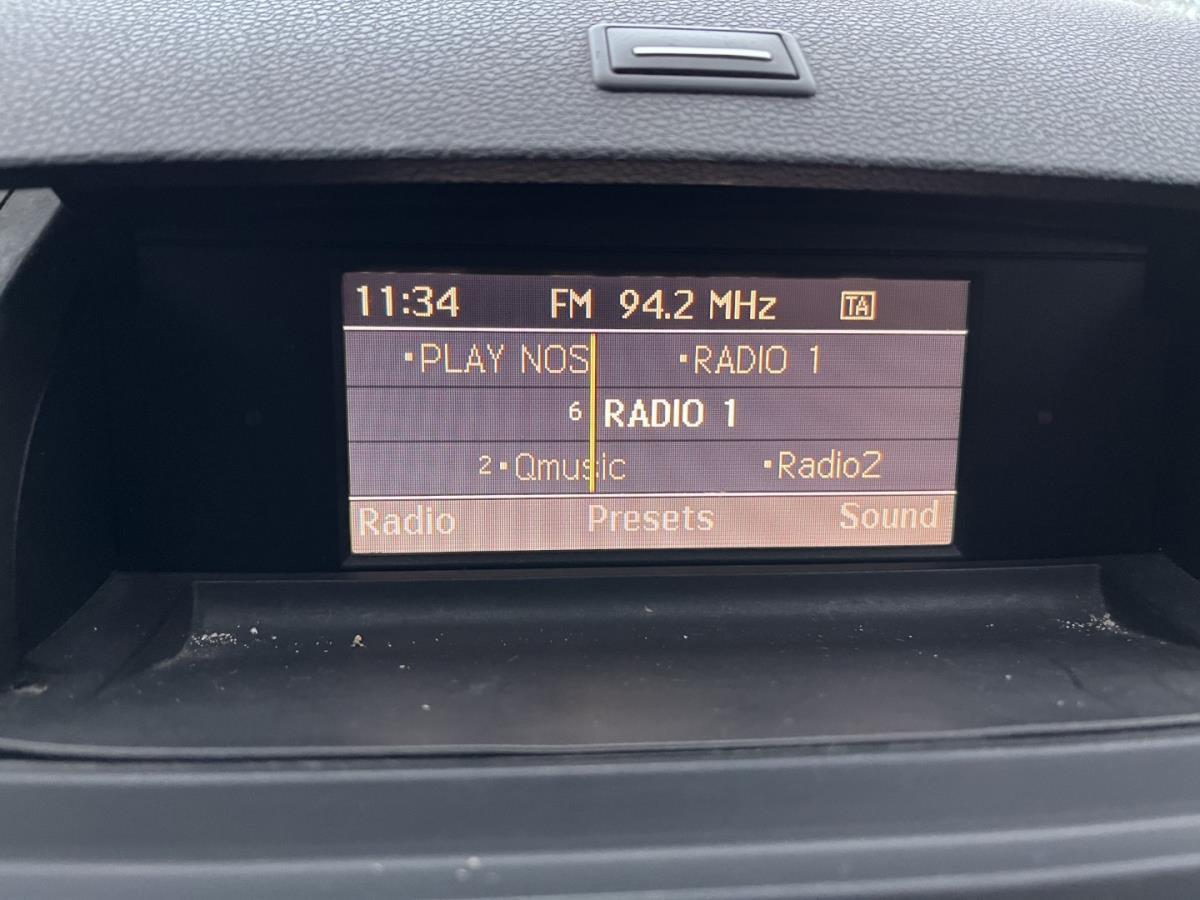 11:34 FM 94.2 MHz TA
▪PLAY NOS ▪RADIO 1
6 RADIO 1
2▪Qmusic ▪Radio2
Radio Presets Sound